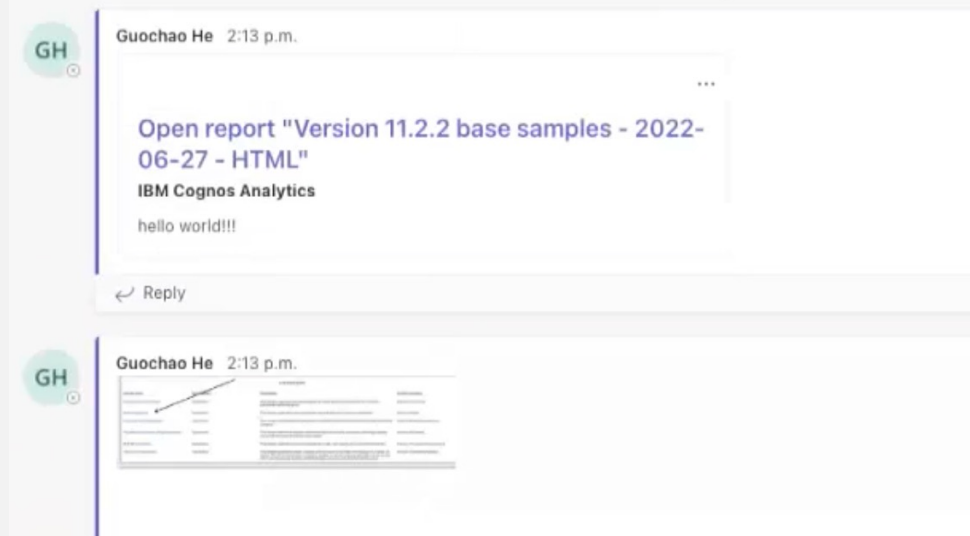 GH
Guochao He 2:13 p.m.
...
Open report "Version 11.2.2 base samples - 2022-
06-27 - HTML"
IBM Cognos Analytics
hello world!!!
Reply
GH
Guochao He 2:13 p.m.